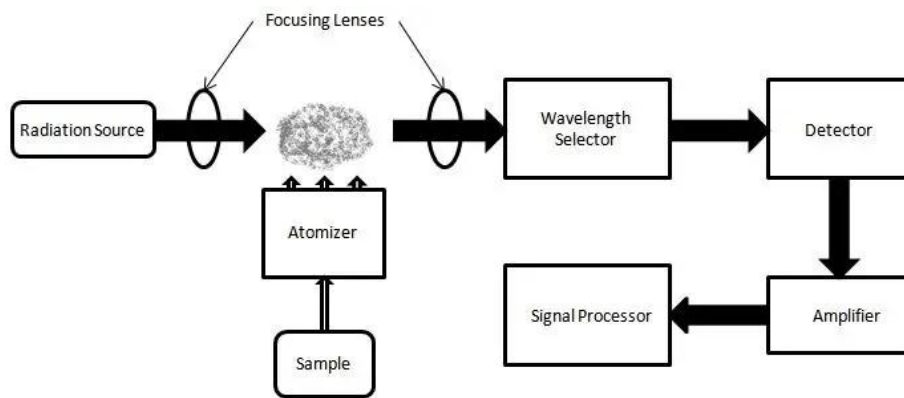 Focusing Lenses
Radiation Source
Wavelength
Selector
Detector
Atomizer
Signal Processor
Amplifier
Sample